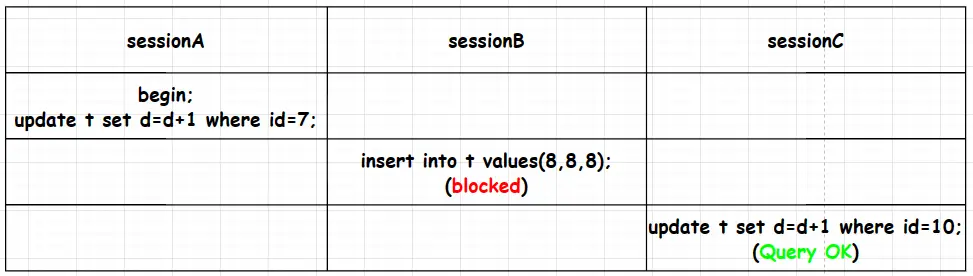 sessionA
sessionB
sessionC
begin;
update t set d=d+1 where id=7;
insert into t values(8,8,8);
(blocked)
update t set d=d+1 where id=10;
(Query OK)